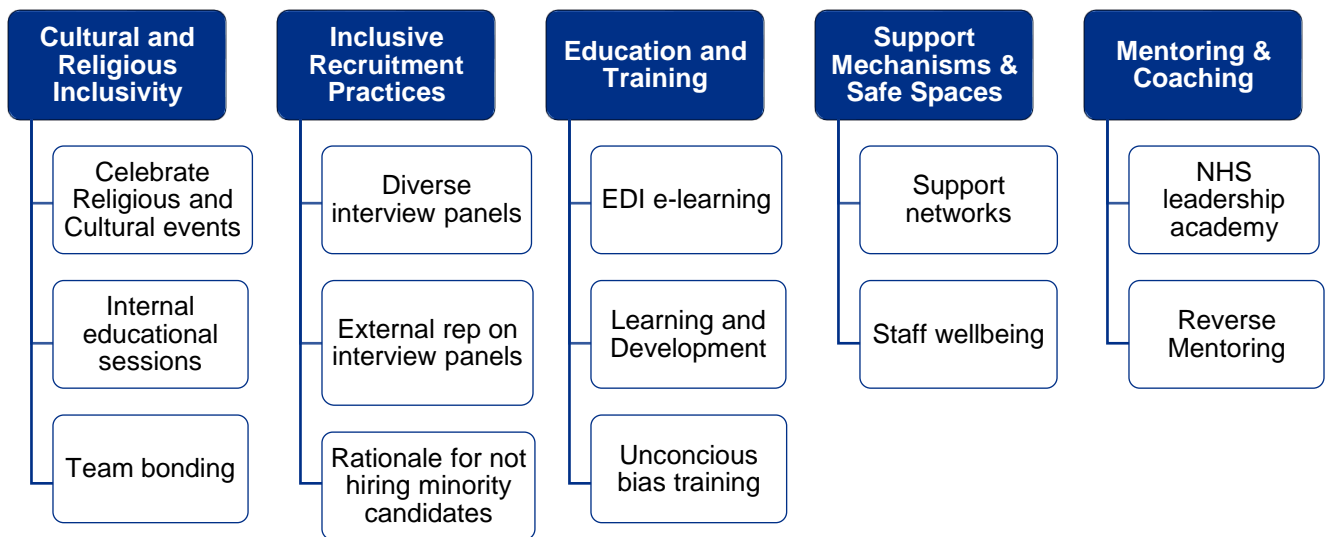 Cultural and
Religious
Inclusivity
Celebrate
Religious and
Cultural events
Internal
educational
sessions
Team bonding
Inclusive
Recruitment
Practices
Diverse
interview panels
External rep on
interview panels
Rationale for not
hiring minority
candidates
Education and
Training
EDI e-learning
Learning and
Development
Unconcious
bias training
Support
Mechanisms &
Safe Spaces
Support
networks
Staff wellbeing
Mentoring &
Coaching
NHS
leadership
academy
Reverse
Mentoring